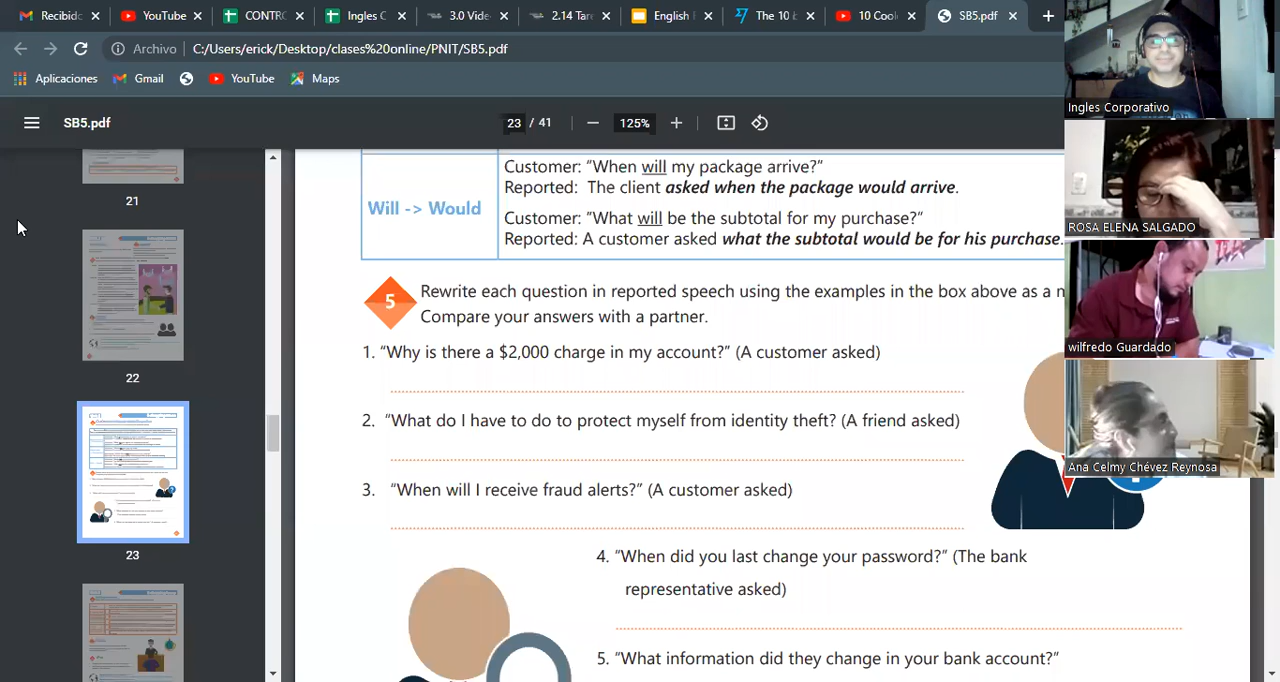 Recibido
YouTube
CONTRO
Ingles C
3.0 Vide
2.14 Tar
English
The 10
10 Cool
SB5.pdf
Archivo
C:/Users/erick/Desktop/clases%20online/PNIT/SB5.pdf
Aplicaciones
Gmail
YouTube
Maps
SB5.pdf
23 / 41
125%
21
22
23
Customer: “When will my package arrive?”
Reported: The client asked when the package would arrive.
Will -> Would
Customer: “What will be the subtotal for my purchase?”
Reported: A customer asked what the subtotal would be for his purchase.
5
Rewrite each question in reported speech using the examples in the box above as a
Compare your answers with a partner.
1. “Why is there a $2,000 charge in my account?” (A customer asked)
2. “What do I have to do to protect myself from identity theft? (A friend asked)
3. “When will I receive fraud alerts?” (A customer asked)
4. “When did you last change your password?” (The bank
representative asked)
5. “What information did they change in your bank account?”
Ingles Corporativo
ROSA ELENA SALGADO
wilfredo Guardado
Ana Celmy Chévez Reynosa